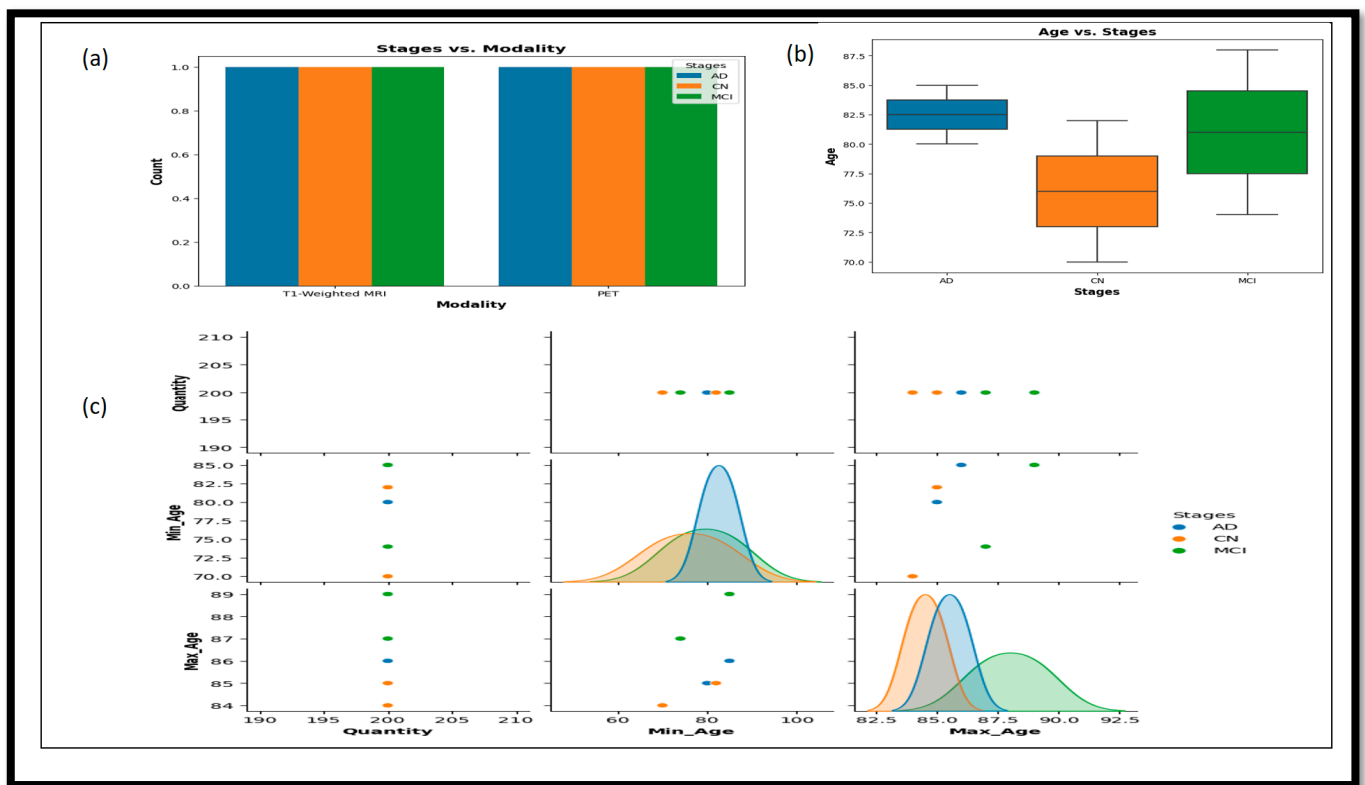 (a)
Stages vs. Modality
Stages
AD
CN
MCI
1.0
0.8
0.6
0.4
0.2
0.0
Count
T1-Weighted MRI PET
Modality
(b)
Age vs. Stages
87.5
85.0
82.5
80.0
77.5
75.0
72.5
70.0
Age
AD CN MCI
Stages
(c)
210
205
200
195
190
Quantity
85.0
82.5
80.0
77.5
75.0
72.5
70.0
Min_Age
89
88
87
86
85
84
Max_Age
190 195 200 205 210
Quantity
60 80 100
Min_Age
82.5 85.0 87.5 90.0 92.5
Max_Age
Stages
AD
CN
MCI